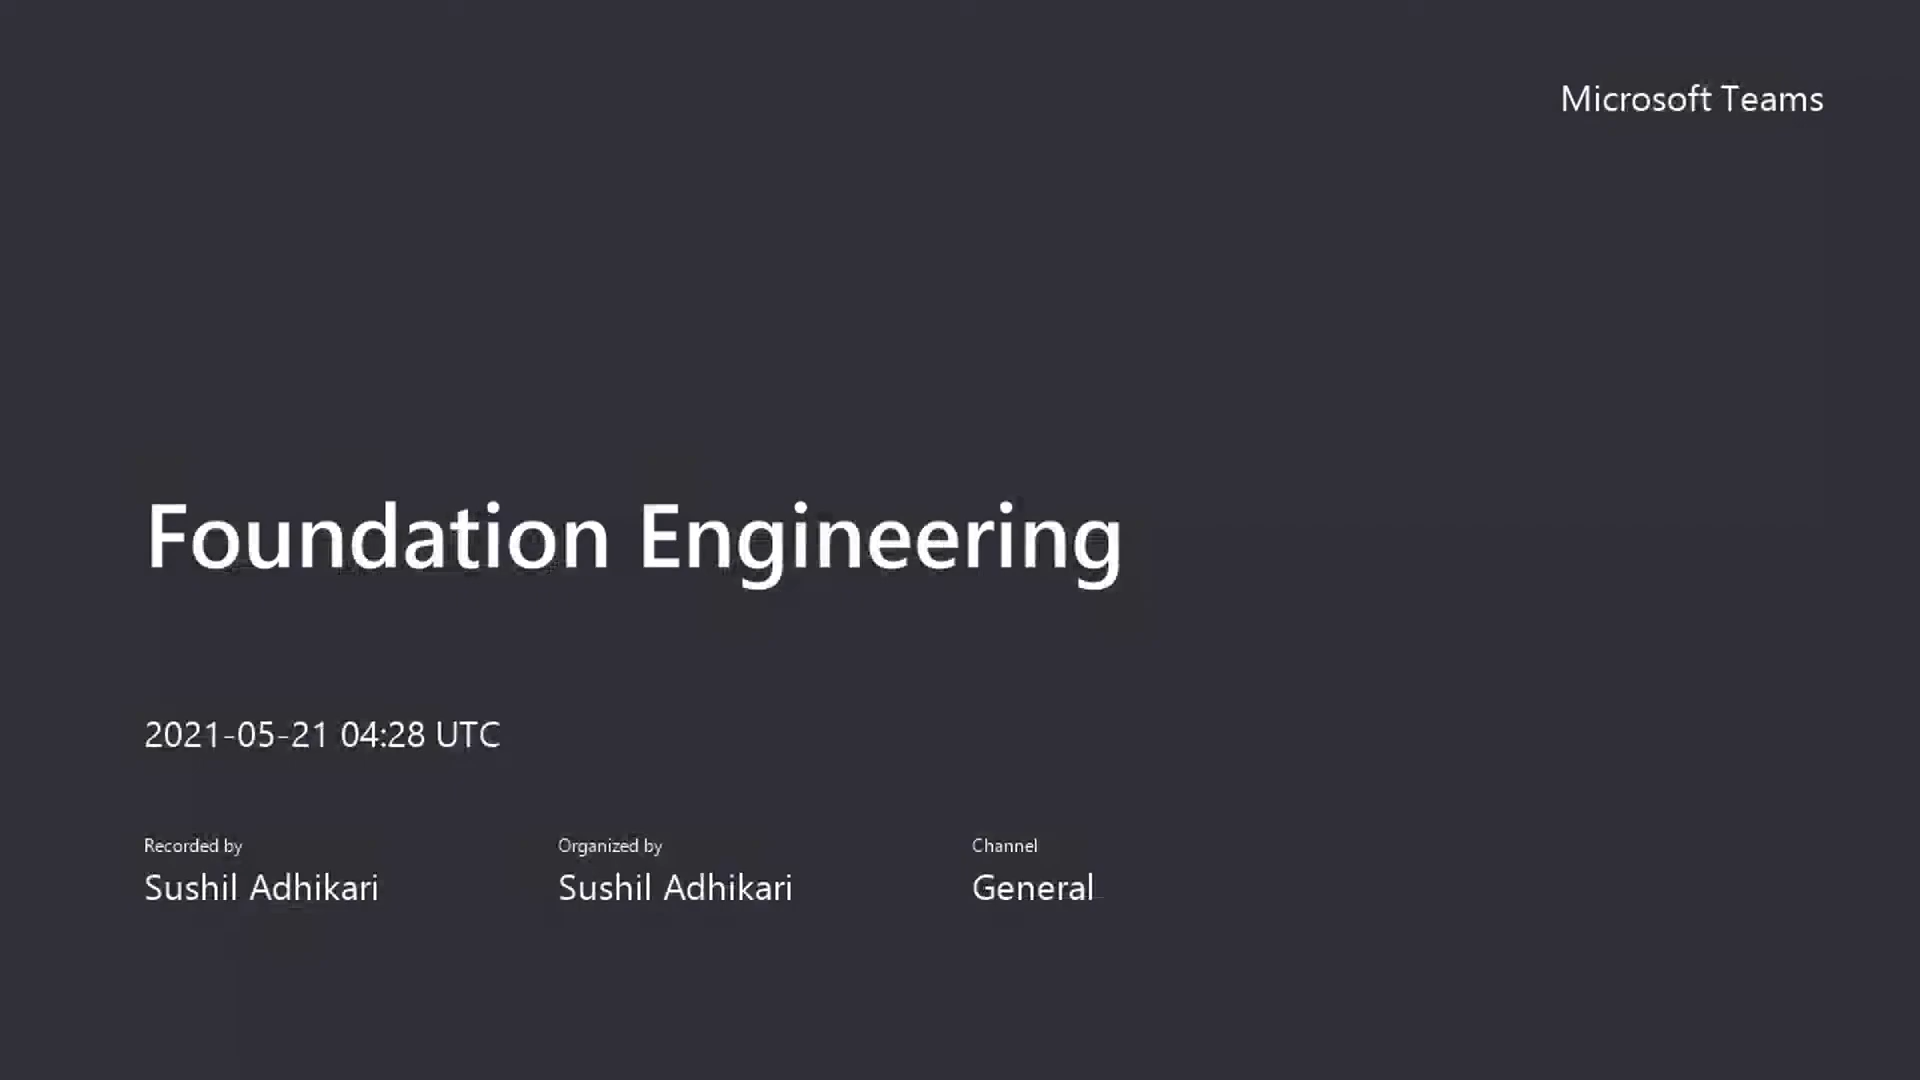 Microsoft Teams
Foundation Engineering
2021-05-21 04:28 UTC
Recorded by
Sushil Adhikari
Organized by
Sushil Adhikari
Channel
General